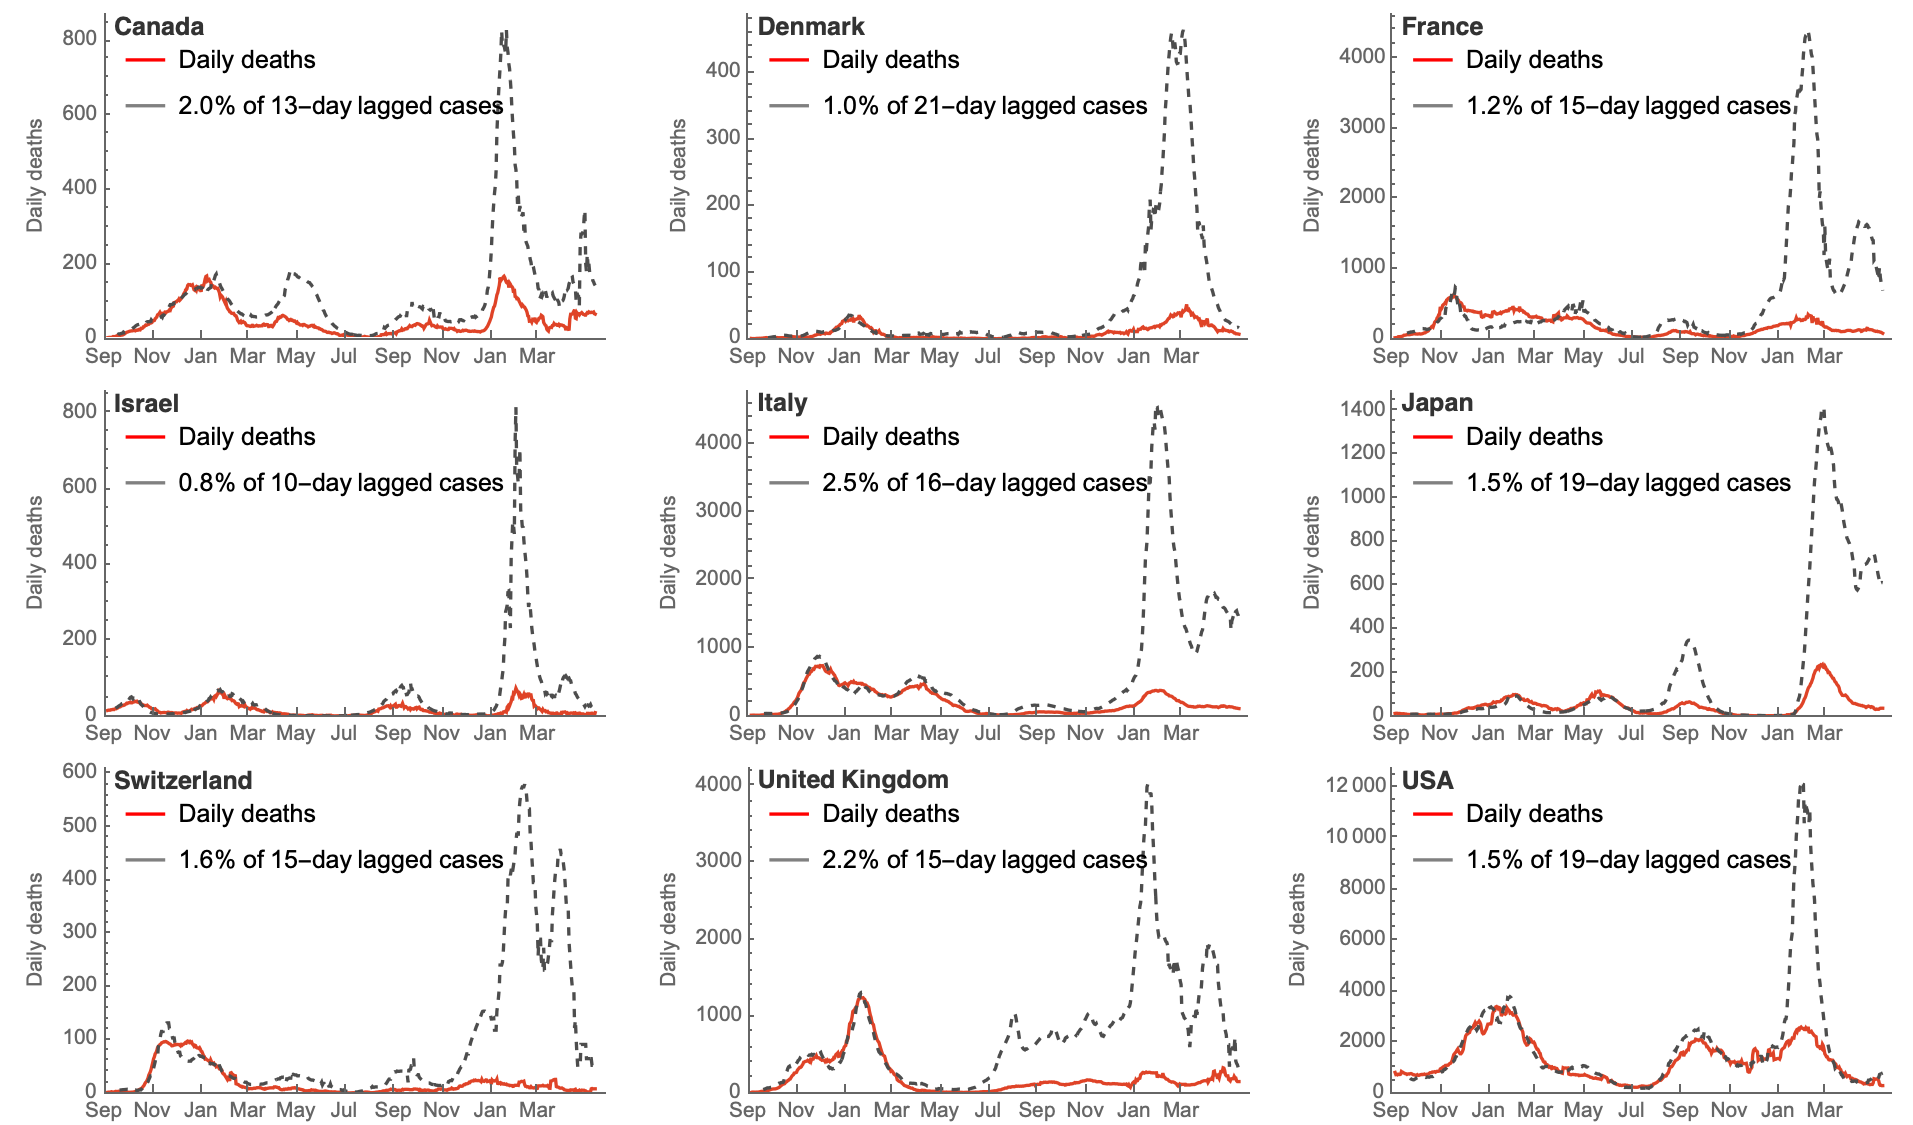 Canada
Daily deaths
2.0% of 13-day lagged cases
800
600
400
200
0
Daily deaths
Sep Nov Jan Mar May Jul Sep Nov Jan Mar
Denmark
Daily deaths
1.0% of 21-day lagged cases
400
300
200
100
0
Daily deaths
Sep Nov Jan Mar May Jul Sep Nov Jan Mar
France
Daily deaths
1.2% of 15-day lagged cases
4000
3000
2000
1000
0
Daily deaths
Sep Nov Jan Mar May Jul Sep Nov Jan Mar
Israel
Daily deaths
0.8% of 10-day lagged cases
800
600
400
200
0
Daily deaths
Sep Nov Jan Mar May Jul Sep Nov Jan Mar
Italy
Daily deaths
2.5% of 16-day lagged cases
4000
3000
2000
1000
0
Daily deaths
Sep Nov Jan Mar May Jul Sep Nov Jan Mar
Japan
Daily deaths
1.5% of 19-day lagged cases
1400
1200
1000
800
600
400
200
0
Daily deaths
Sep Nov Jan Mar May Jul Sep Nov Jan Mar
Switzerland
Daily deaths
1.6% of 15-day lagged cases
600
500
400
300
200
100
0
Daily deaths
Sep Nov Jan Mar May Jul Sep Nov Jan Mar
United Kingdom
Daily deaths
2.2% of 15-day lagged cases
4000
3000
2000
1000
0
Daily deaths
Sep Nov Jan Mar May Jul Sep Nov Jan Mar
USA
Daily deaths
1.5% of 19-day lagged cases
12 000
10 000
8000
6000
4000
2000
0
Daily deaths
Sep Nov Jan Mar May Jul Sep Nov Jan Mar